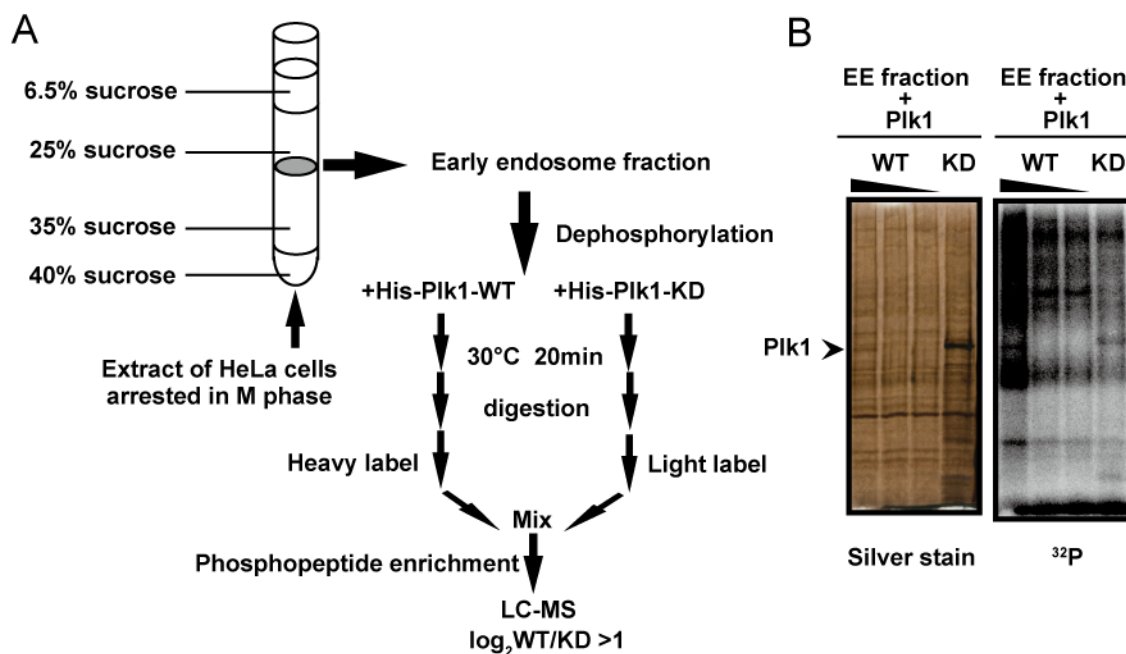 A
6.5% sucrose
25% sucrose
35% sucrose
40% sucrose
Extract of HeLa cells
arrested in M phase
Early endosome fraction
Dephosphorylation
+His-Plk1-WT
+His-Plk1-KD
30°C 20min
digestion
Heavy label
Light label
Mix
Phosphopeptide enrichment
LC-MS
log₂WT/KD >1
B
EE fraction
+
Plk1
WT KD
EE fraction
+
Plk1
WT KD
Plk1
Silver stain
³²P